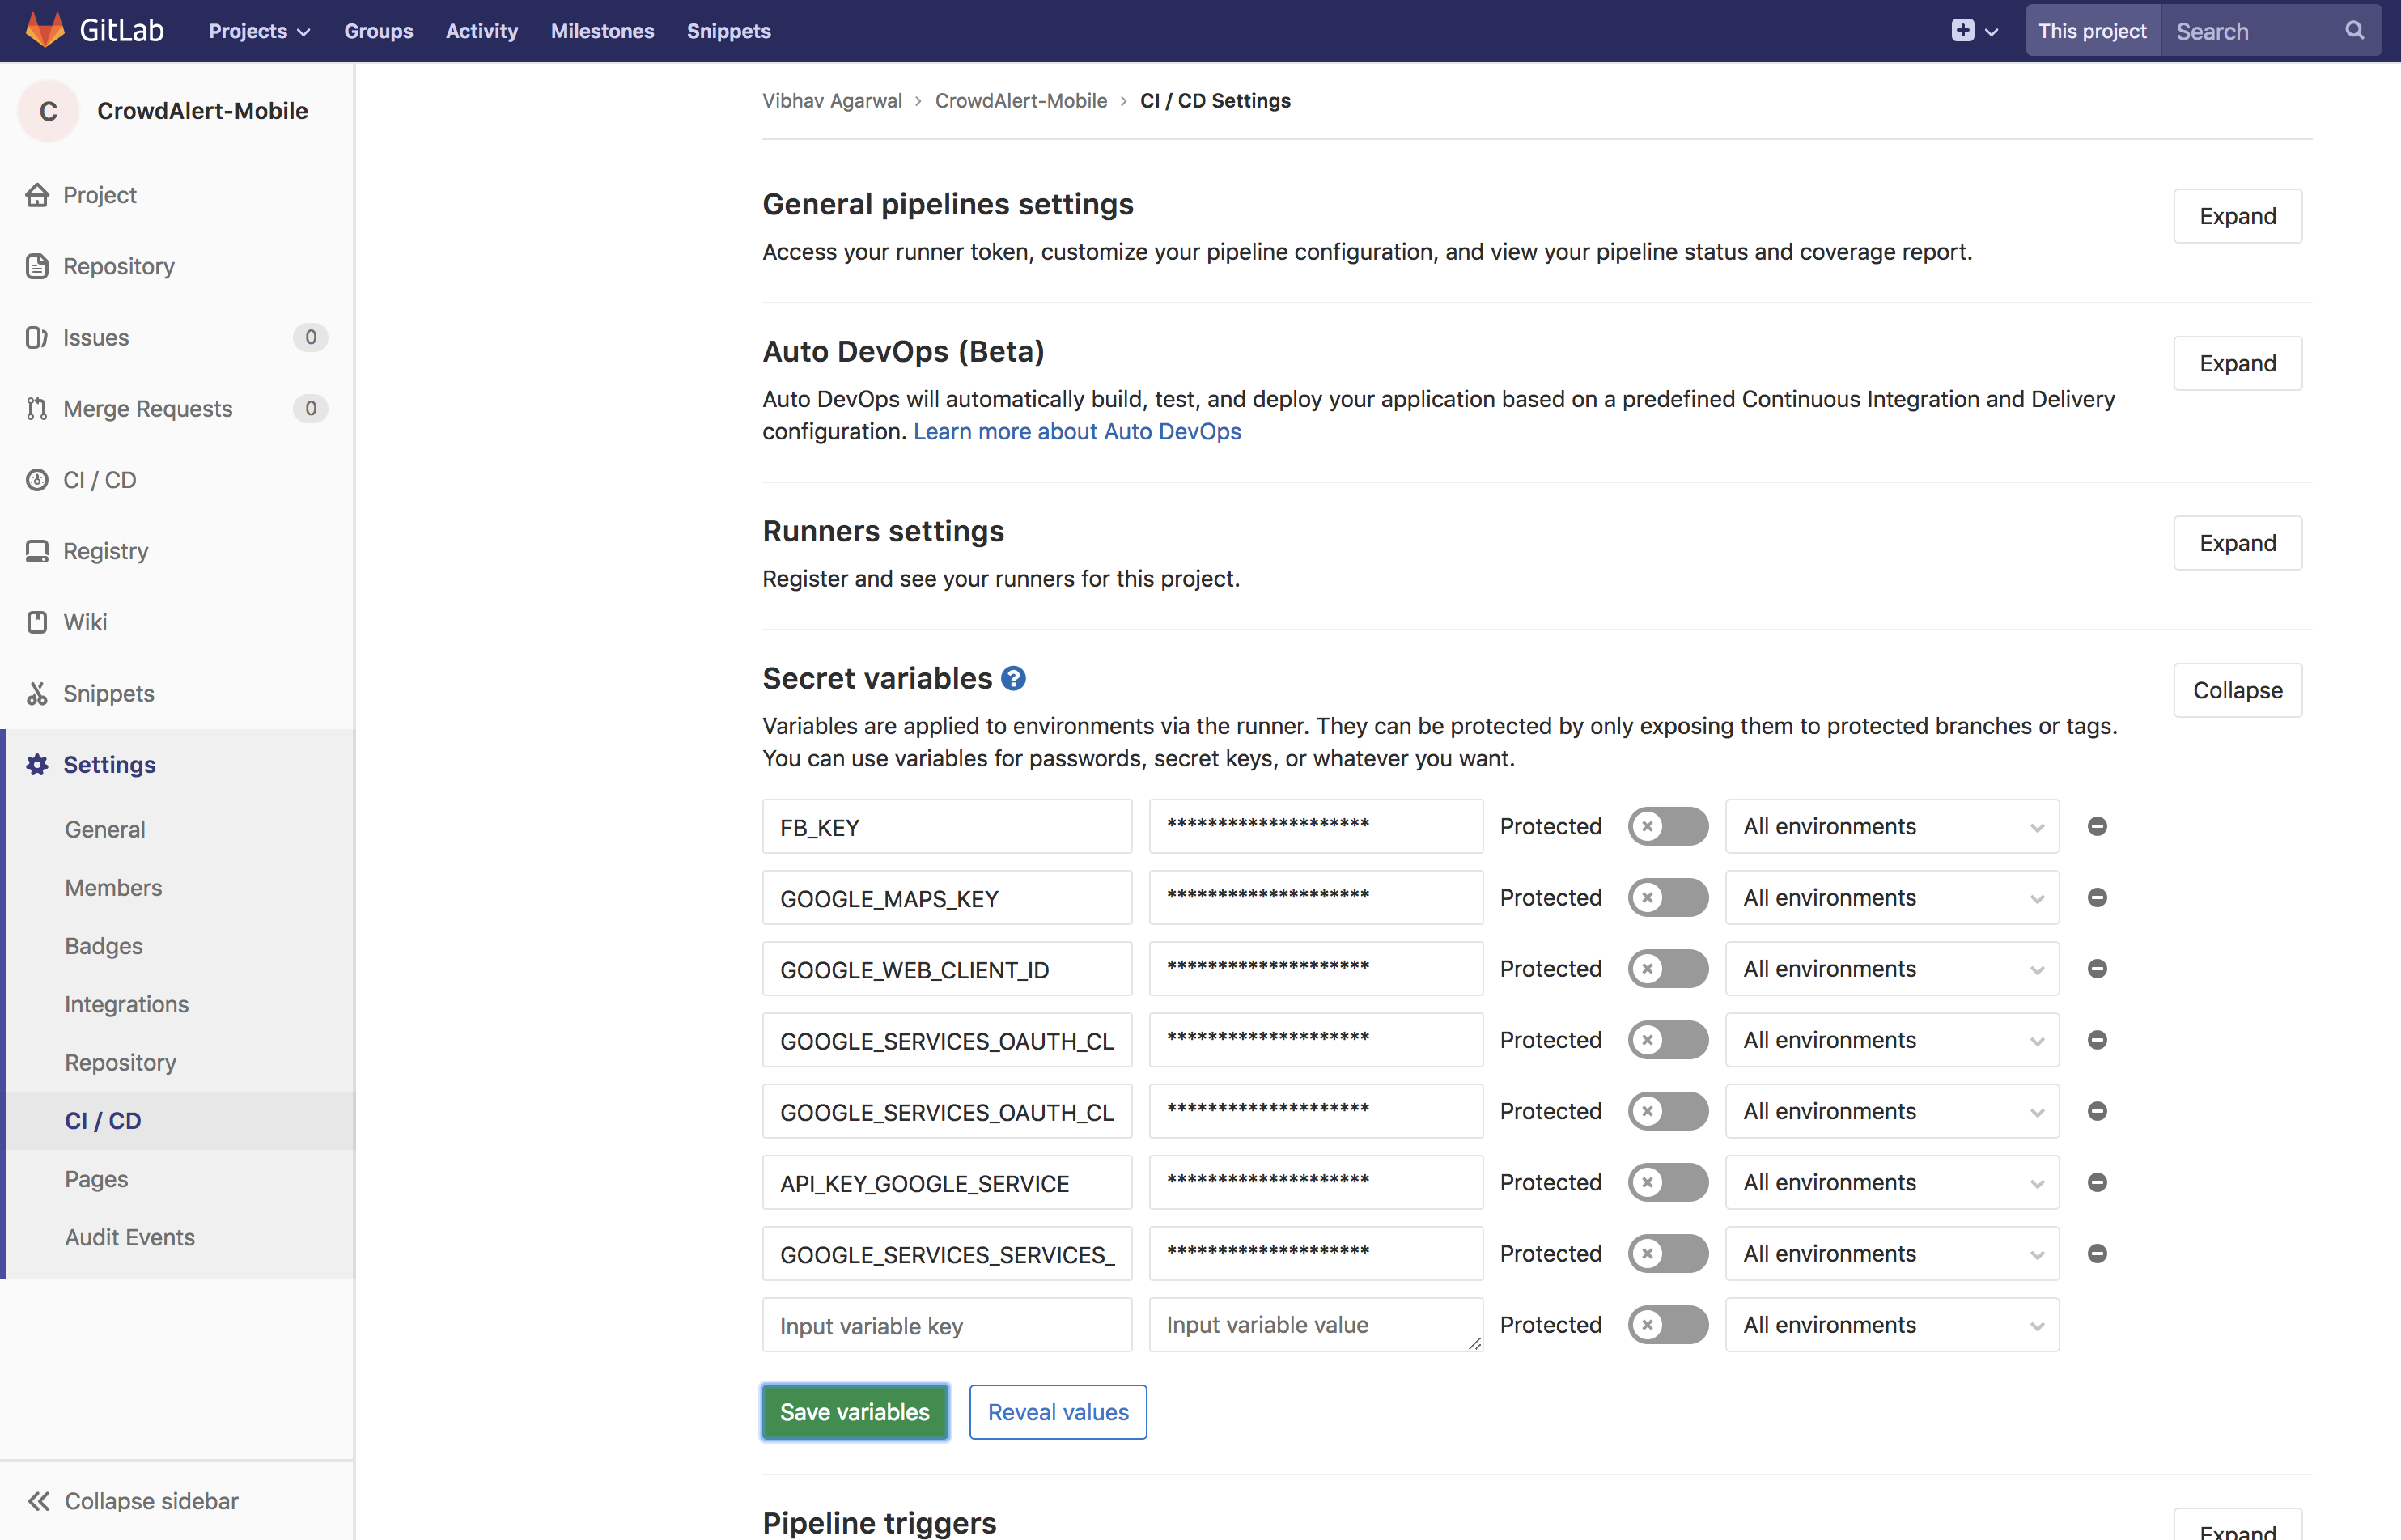 GitLab
Projects
Groups
Activity
Milestones
Snippets
This project
Search
C
CrowdAlert-Mobile
Project
Repository
Issues 0
Merge Requests 0
CI / CD
Registry
Wiki
Snippets
Settings
General
Members
Badges
Integrations
Repository
CI / CD
Pages
Audit Events
Collapse sidebar
Vibhav Agarwal › CrowdAlert-Mobile › CI / CD Settings
General pipelines settings
Expand
Access your runner token, customize your pipeline configuration, and view your pipeline status and coverage report.
Auto DevOps (Beta)
Expand
Auto DevOps will automatically build, test, and deploy your application based on a predefined Continuous Integration and Delivery
configuration. Learn more about Auto DevOps
Runners settings
Expand
Register and see your runners for this project.
Secret variables ?
Collapse
Variables are applied to environments via the runner. They can be protected by only exposing them to protected branches or tags.
You can use variables for passwords, secret keys, or whatever you want.
FB_KEY ******************** Protected All environments
GOOGLE_MAPS_KEY ******************** Protected All environments
GOOGLE_WEB_CLIENT_ID ******************** Protected All environments
GOOGLE_SERVICES_OAUTH_CL ******************** Protected All environments
GOOGLE_SERVICES_OAUTH_CL ******************** Protected All environments
API_KEY_GOOGLE_SERVICE ******************** Protected All environments
GOOGLE_SERVICES_SERVICES_ ******************** Protected All environments
Input variable key Input variable value Protected All environments
Save variables
Reveal values
Pipeline triggers
Expand